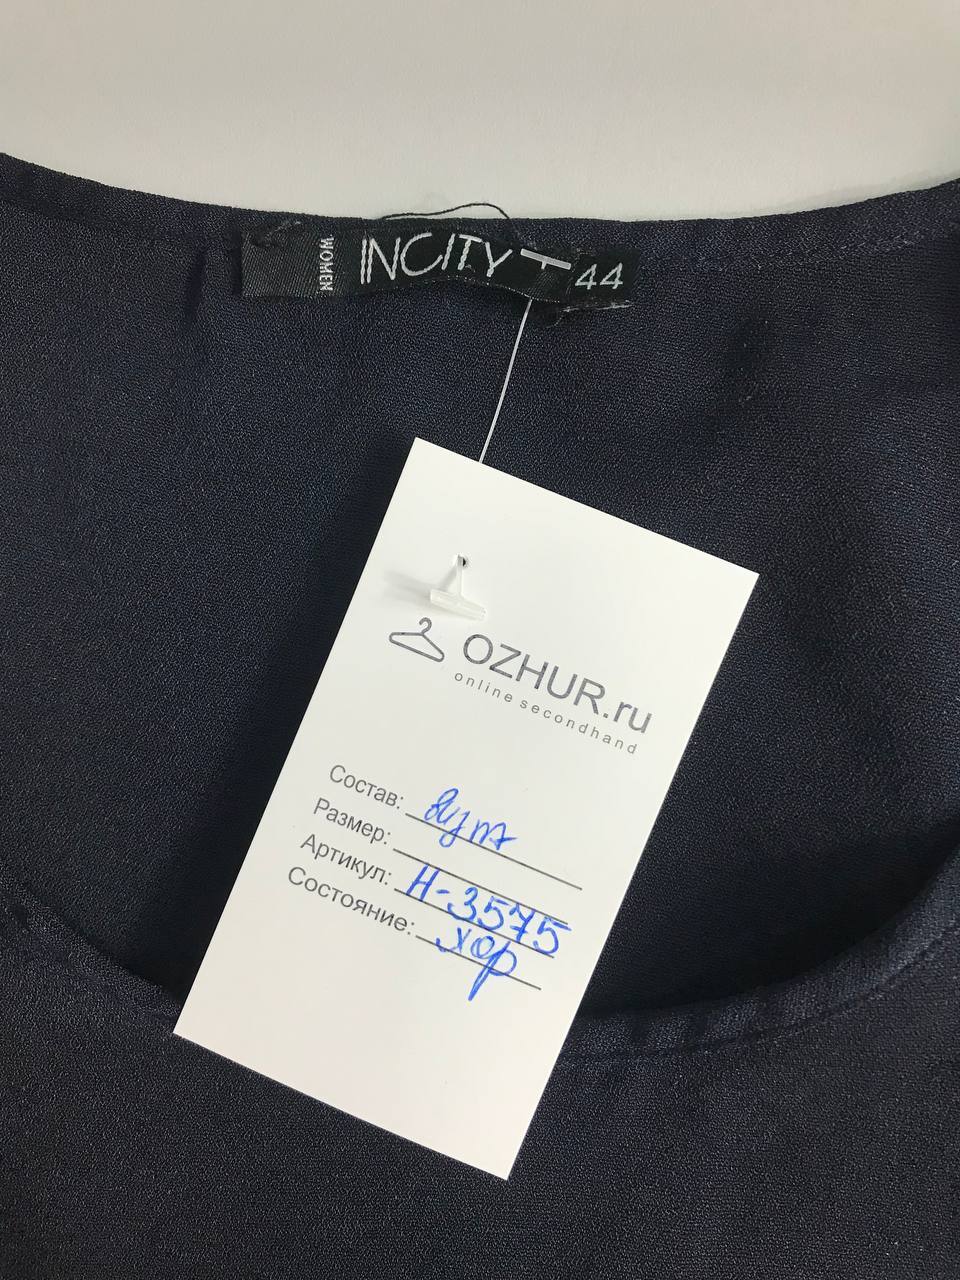 WOMEN
INCITY 44
OZHUR.ru
online secondhand
Состав:
Размер:
Артикул: Н-3575
Состояние: хор